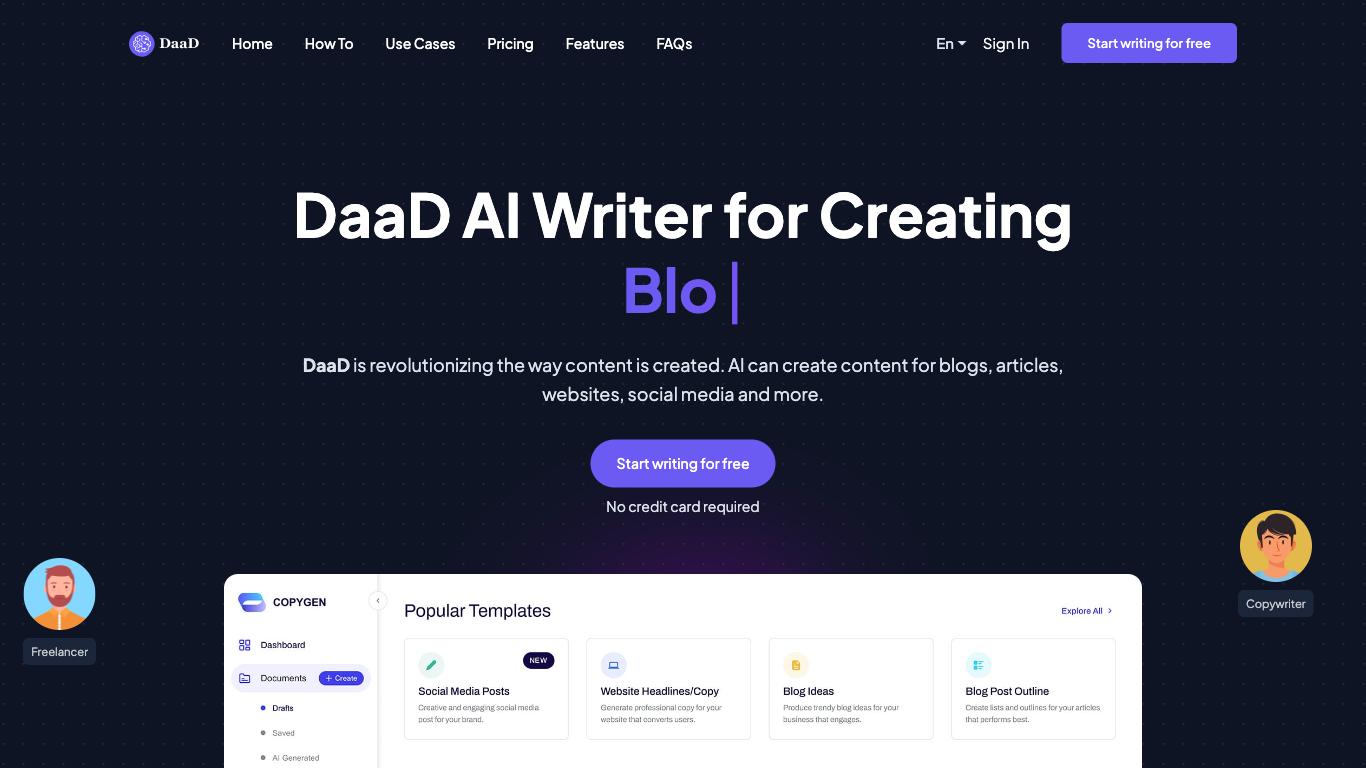 DaaD
Home
How To
Use Cases
Pricing
Features
FAQs
En
Sign In
Start writing for free
DaaD AI Writer for Creating
Blo
DaaD is revolutionizing the way content is created. AI can create content for blogs, articles,
websites, social media and more.
Start writing for free
No credit card required
Freelancer
Copywriter
COPYGEN
Dashboard
Documents
Create
Drafts
Saved
AI Generated
Popular Templates
Explore All
NEW
Social Media Posts
Creative and engaging social media
post for your brand.
Website Headlines/Copy
Generate professional copy for your
website that converts users.
Blog Ideas
Produce trendy blog ideas for your
business that engages.
Blog Post Outline
Create lists and outlines for your articles
that performs best.